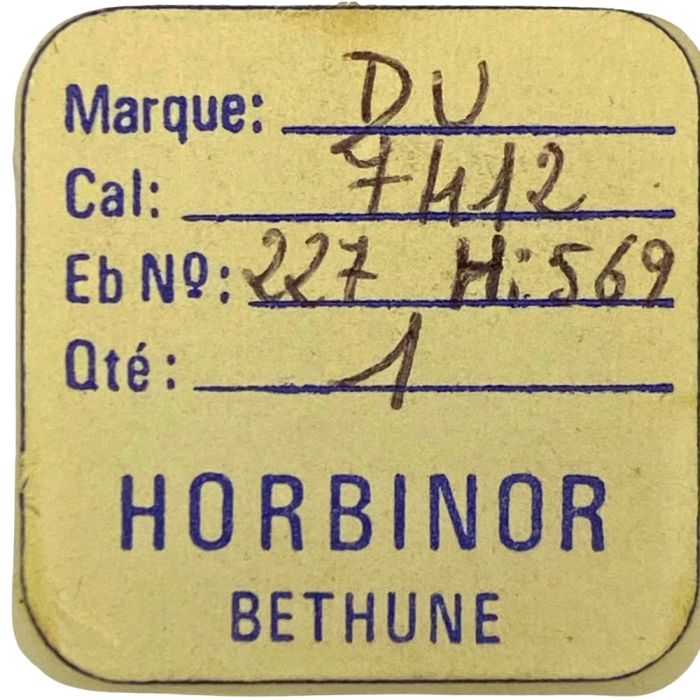 Marque: DU
Cal: 7412
Eb Nº: 227 H: 569
Qté: 1
HORBINOR
BETHUNE